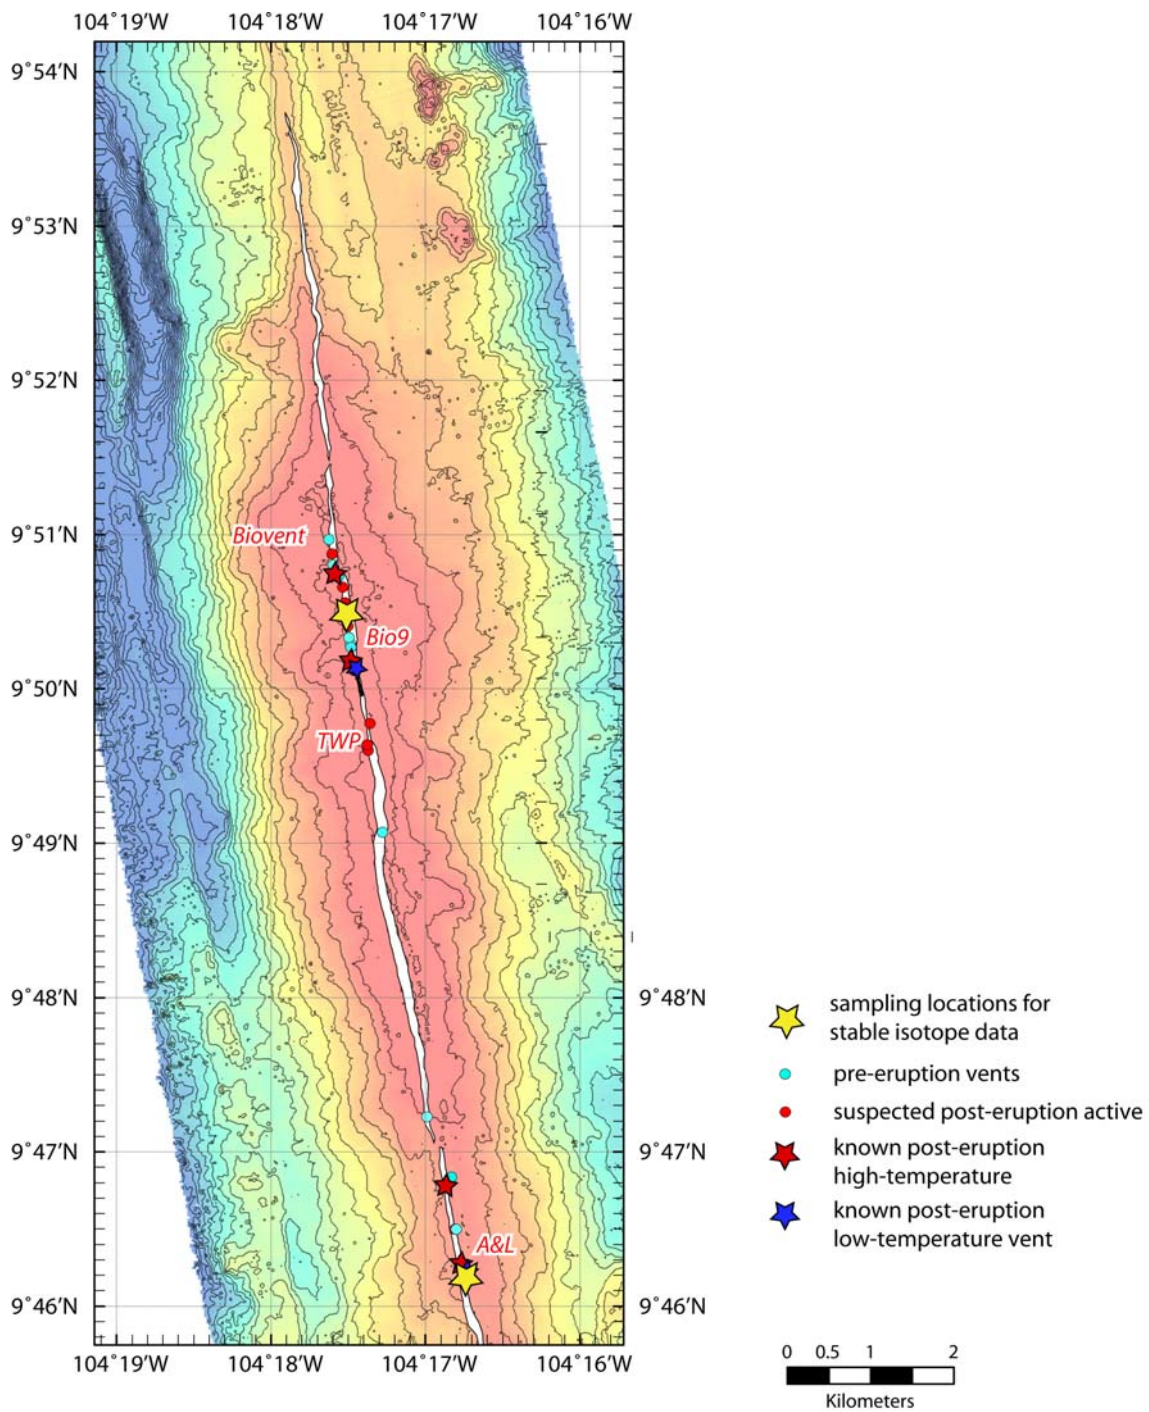 104°19'W 104°18'W 104°17'W 104°16'W
9°54'N
9°53'N
9°52'N
9°51'N
Biovent
Bio9
9°50'N
TWP
9°49'N
9°48'N 9°48'N
9°47'N 9°47'N
A&L
9°46'N 9°46'N
104°19'W 104°18'W 104°17'W 104°16'W
sampling locations for
stable isotope data
pre-eruption vents
suspected post-eruption active
known post-eruption
high-temperature
known post-eruption
low-temperature vent
0 0.5 1 2
Kilometers